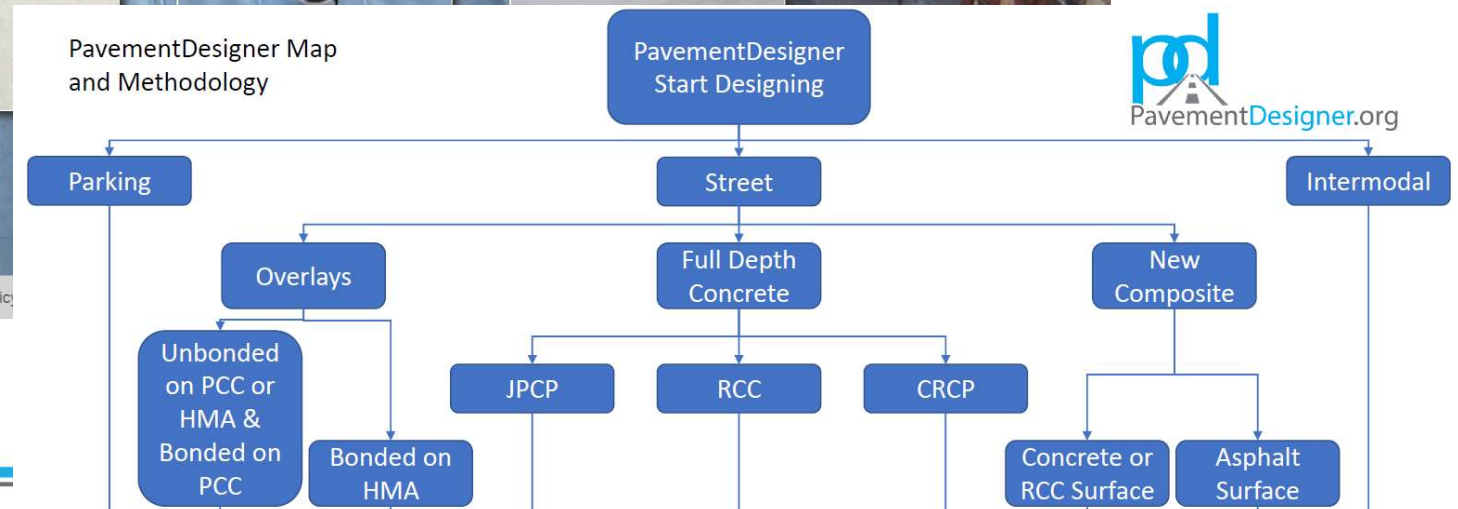 PavementDesigner Map
and Methodology
PavementDesigner
Start Designing
pd
PavementDesigner.org
Parking
Street
Intermodal
Overlays
Full Depth
Concrete
New
Composite
Unbonded
on PCC or
HMA &
Bonded on
PCC
Bonded on
HMA
JPCP
RCC
CRCP
Concrete or
RCC Surface
Asphalt
Surface